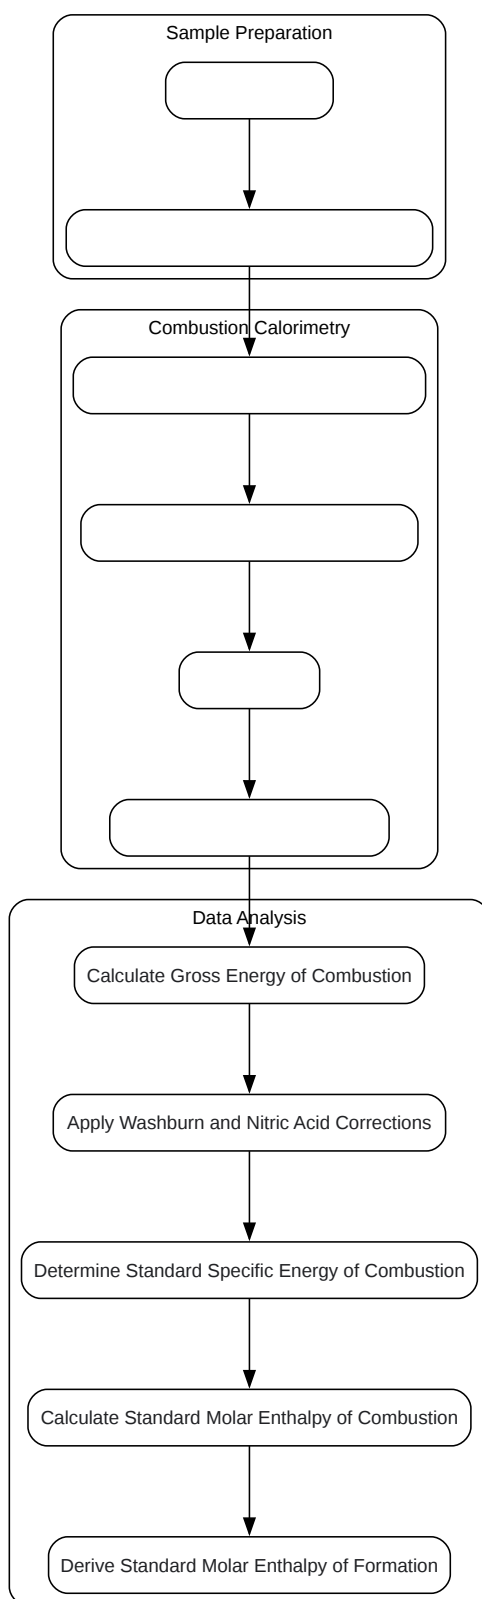 Sample Preparation
Combustion Calorimetry
Data Analysis
Calculate Gross Energy of Combustion
Apply Washburn and Nitric Acid Corrections
Determine Standard Specific Energy of Combustion
Calculate Standard Molar Enthalpy of Combustion
Derive Standard Molar Enthalpy of Formation